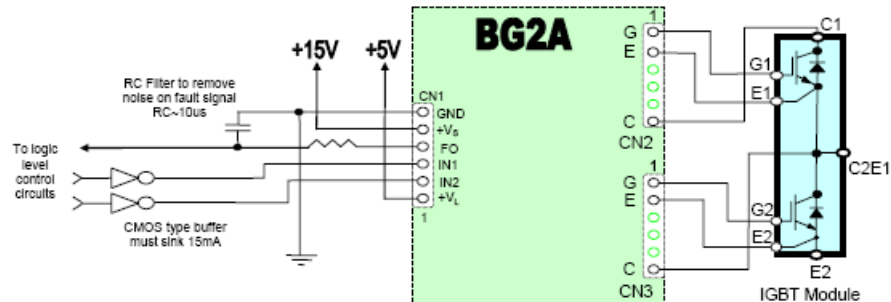 BG2A
+15V
+5V
RC Filter to remove
noise on fault signal
RC~10us
CN1
GND
+VS
FO
IN1
IN2
+VL
1
To logic
level
control
circuits
CMOS type buffer
must sink 15mA
1
G
E
C
CN2
1
G
E
C
CN3
C1
G1
E1
C2E1
G2
E2
E2
IGBT Module